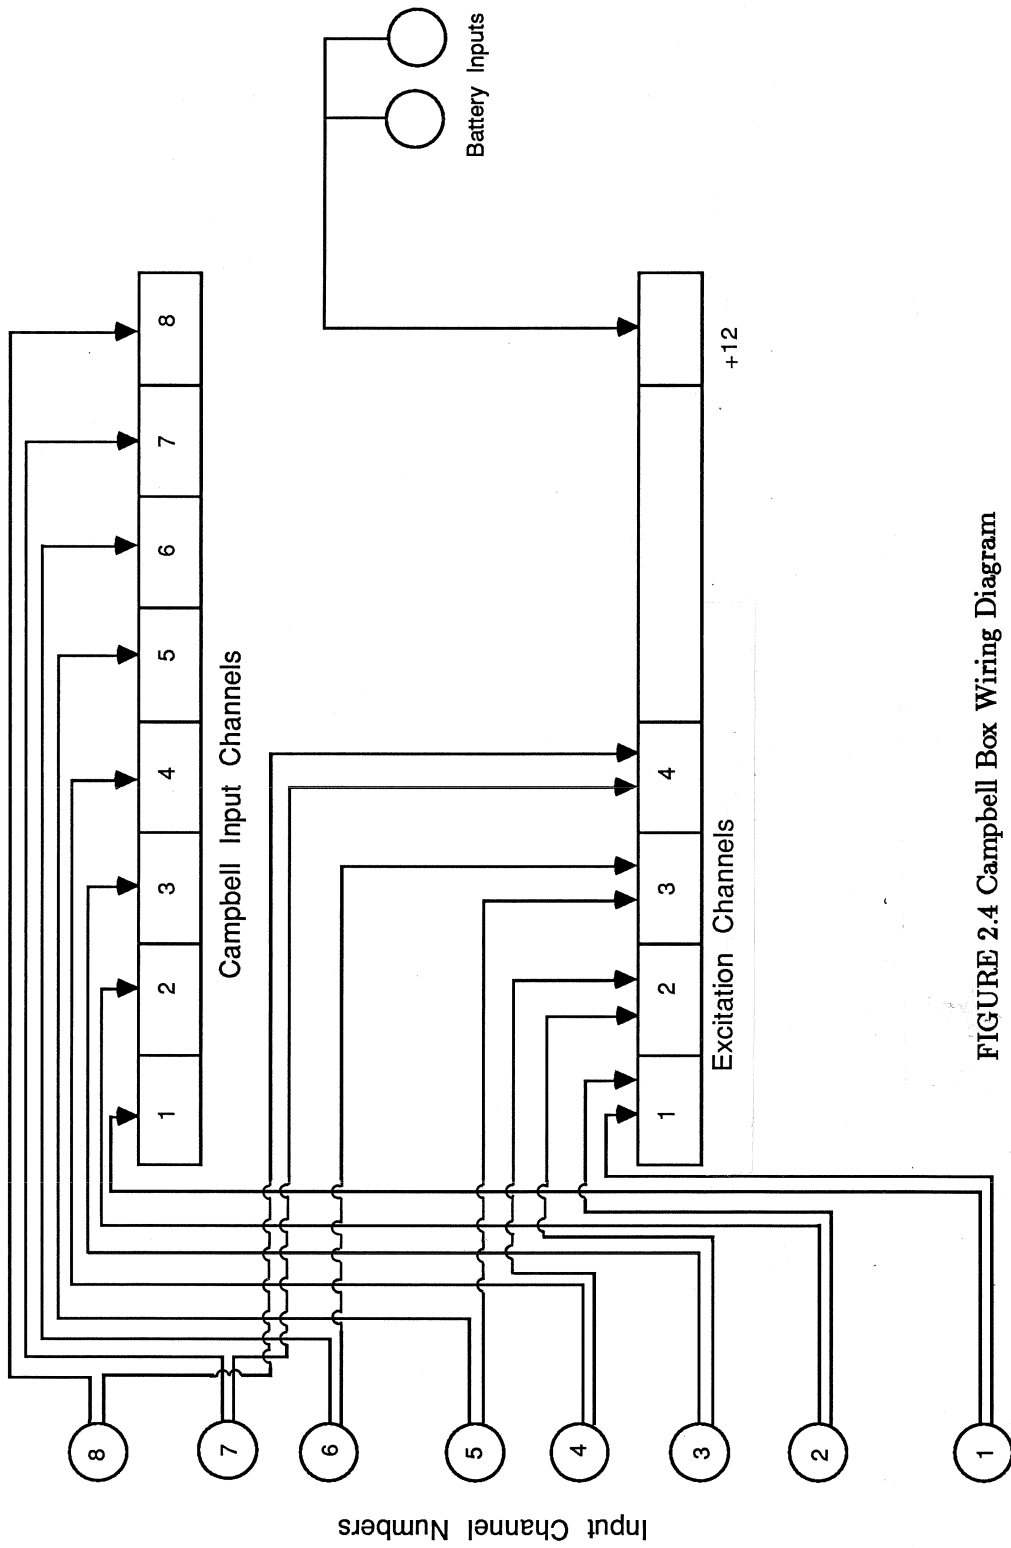 Input Channel Numbers
8
7
6
5
4
3
2
1
1 2 3 4 5 6 7 8
Campbell Input Channels
1 2 3 4
Excitation Channels
+12
Battery Inputs
FIGURE 2.4 Campbell Box Wiring Diagram